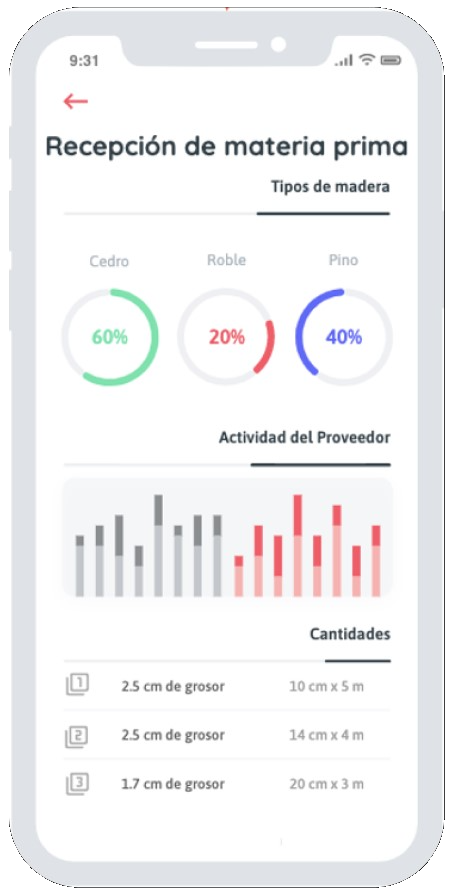 9:31
Recepción de materia prima
Tipos de madera
Cedro Roble Pino
60% 20% 40%
Actividad del Proveedor
Cantidades
1 2.5 cm de grosor 10 cm x 5 m
2 2.5 cm de grosor 14 cm x 4 m
3 1.7 cm de grosor 20 cm x 3 m